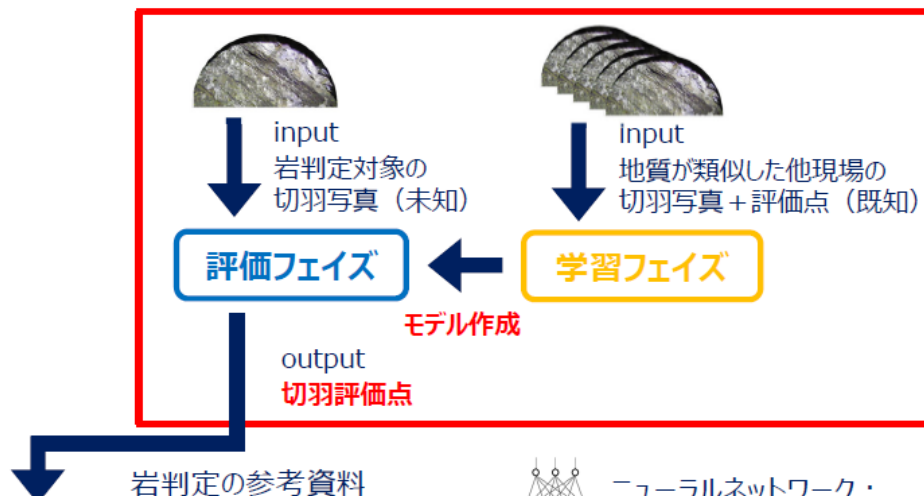 input
岩判定対象の
切羽写真（未知）
input
地質が類似した他現場の
切羽写真＋評価点（既知）
評価フェイズ
学習フェイズ
モデル作成
output
切羽評価点
岩判定の参考資料
ニューラルネットワーク：